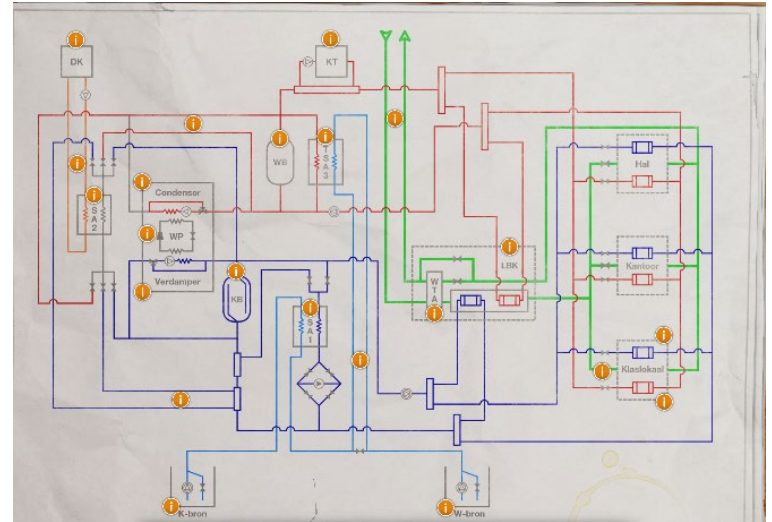 DK
KT
WB
T
S
A
3
Hal
Condensor
S
A
2
WP
Verdamper
LBK
Kantoor
W
T
KB
S
A
1
Klaslokaal
K-bron
W-bron